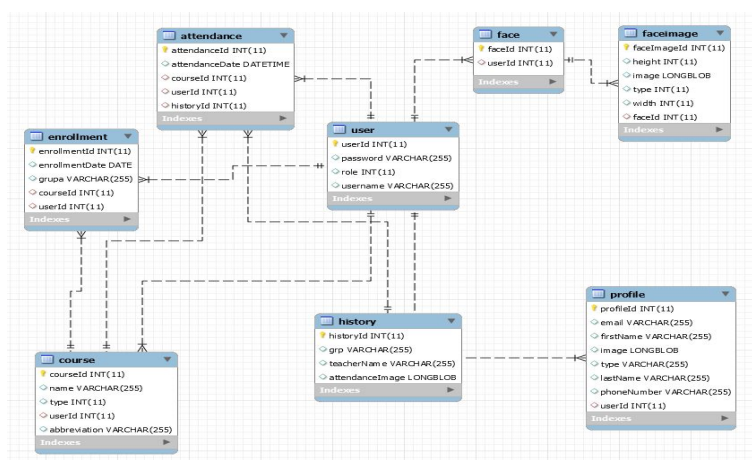 attendance
attendanceId INT(11)
attendanceDate DATETIME
courseId INT(11)
userId INT(11)
historyId INT(11)
Indexes
face
faceId INT(11)
userId INT(11)
Indexes
faceimage
faceImageId INT(11)
height INT(11)
image LONGBLOB
type INT(11)
width INT(11)
faceId INT(11)
Indexes
enrollment
enrollmentId INT(11)
enrollmentDate DATE
grupa VARCHAR(255)
courseId INT(11)
userId INT(11)
Indexes
user
userId INT(11)
password VARCHAR(255)
role INT(11)
username VARCHAR(255)
Indexes
course
courseId INT(11)
name VARCHAR(255)
type INT(11)
userId INT(11)
abbreviation VARCHAR(255)
Indexes
history
historyId INT(11)
grp VARCHAR(255)
teacherName VARCHAR(255)
attendanceImage LONGBLOB
Indexes
profile
profileId INT(11)
email VARCHAR(255)
firstName VARCHAR(255)
image LONGBLOB
type VARCHAR(255)
lastName VARCHAR(255)
phoneNumber VARCHAR(255)
userId INT(11)
Indexes